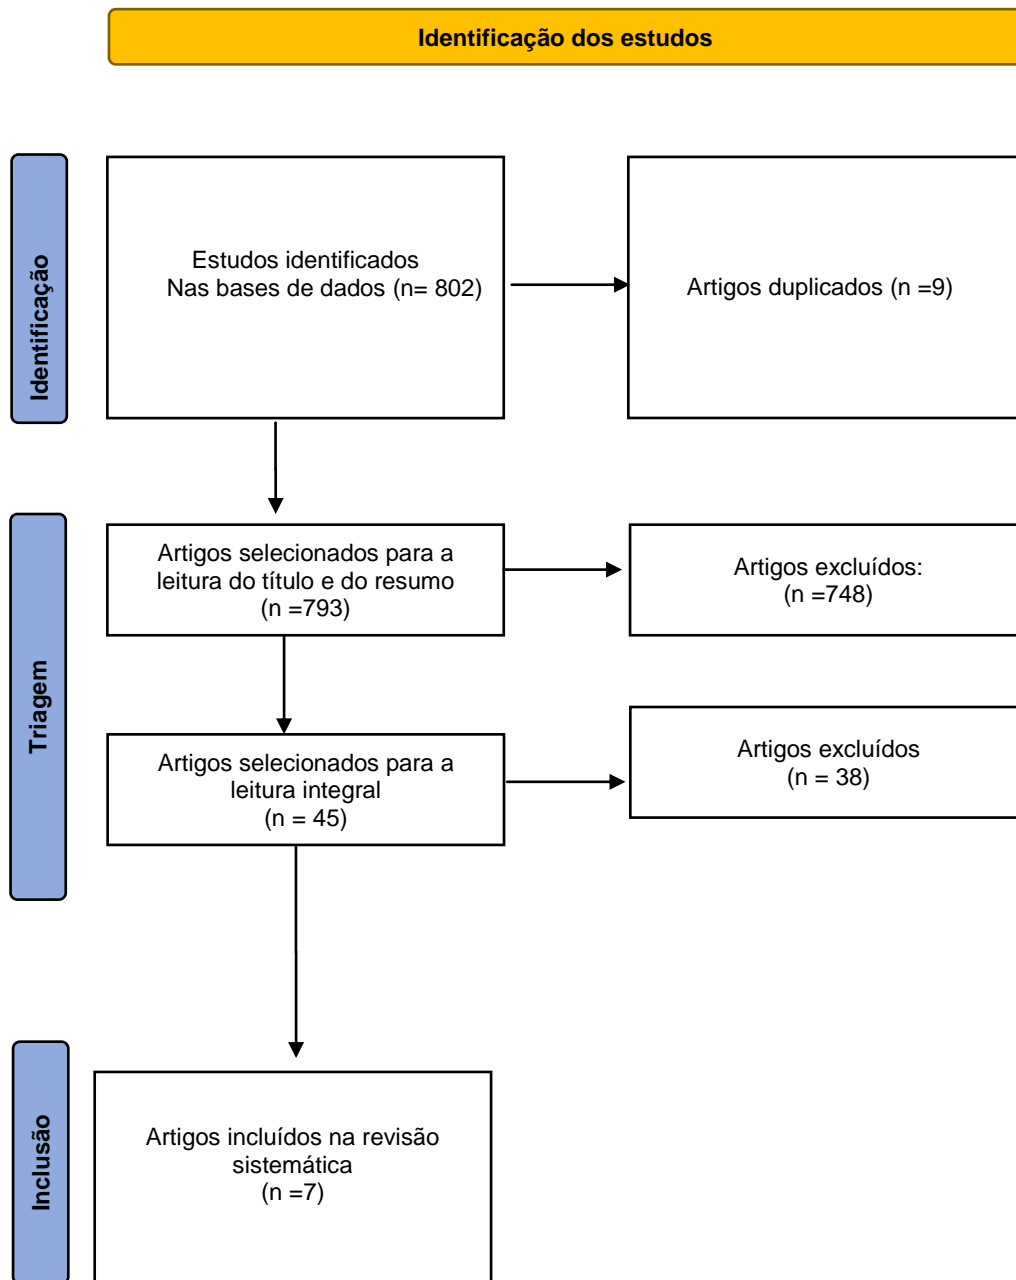 Identificação dos estudos
Identificação
Estudos identificados
Nas bases de dados (n= 802)
Artigos duplicados (n =9)
Triagem
Artigos selecionados para a
leitura do título e do resumo
(n =793)
Artigos excluídos:
(n =748)
Artigos selecionados para a
leitura integral
(n = 45)
Artigos excluídos
(n = 38)
Inclusão
Artigos incluídos na revisão
sistemática
(n =7)